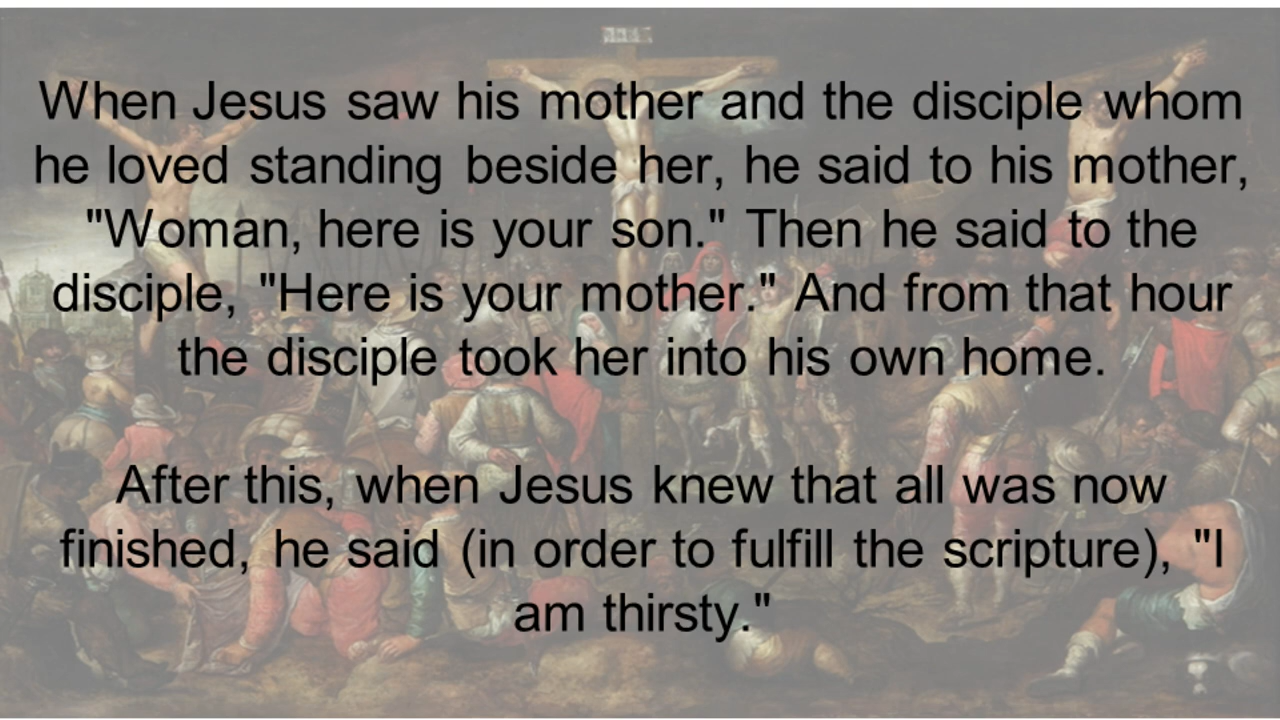 When Jesus saw his mother and the disciple whom
he loved standing beside her, he said to his mother,
"Woman, here is your son." Then he said to the
disciple, "Here is your mother." And from that hour
the disciple took her into his own home.
After this, when Jesus knew that all was now
finished, he said (in order to fulfill the scripture), "I
am thirsty."